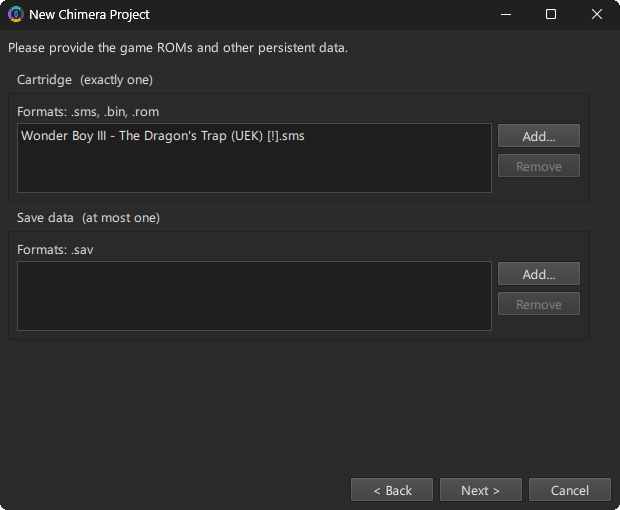 New Chimera Project
Please provide the game ROMs and other persistent data.
Cartridge (exactly one)
Formats: .sms, .bin, .rom
Wonder Boy III - The Dragon's Trap (UEK) [!].sms
Add...
Remove
Save data (at most one)
Formats: .sav
Add...
Remove
< Back
Next >
Cancel